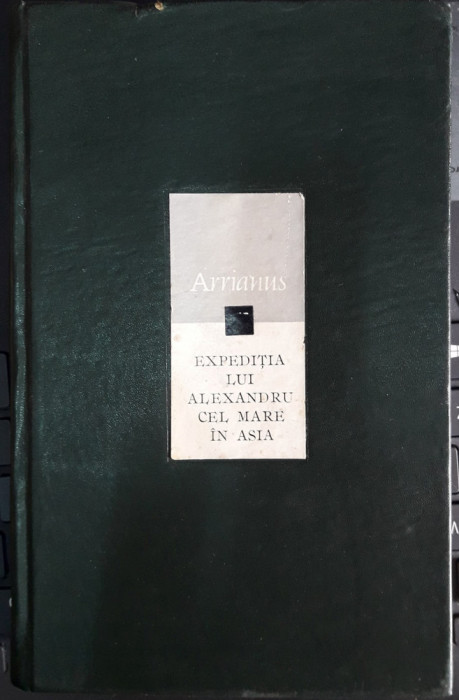 Arrianus
EXPEDIȚIA
LUI
ALEXANDRU
CEL MARE
ÎN ASIA